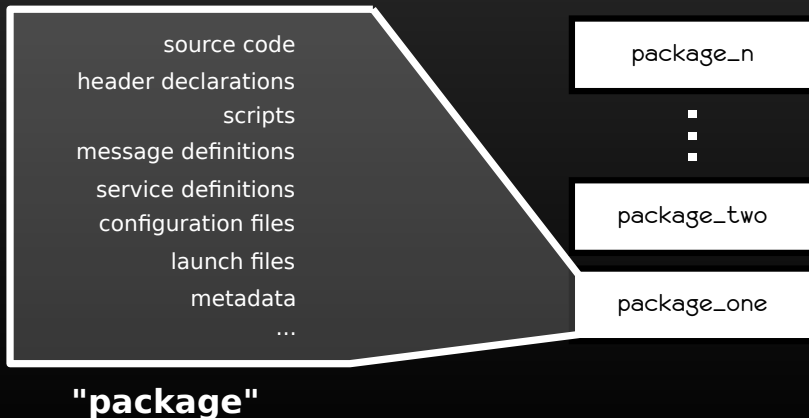 source code
header declarations
scripts
message definitions
service definitions
configuration files
launch files
metadata
...
"package"
package_n
package_two
package_one